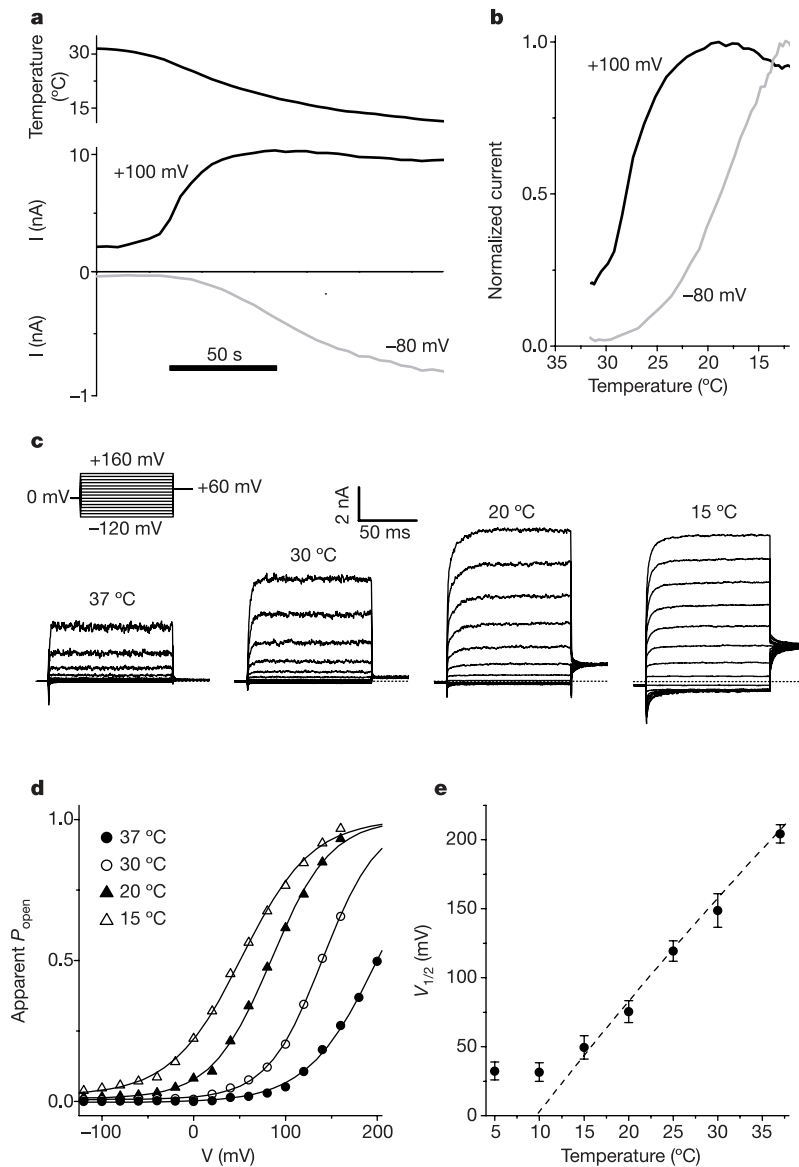 a
Temperature
(°C)
30
15
I (nA)
10
+100 mV
0
I (nA)
−80 mV
50 s
−1
b
Normalized current
1.0
0.5
0.0
+100 mV
−80 mV
35 30 25 20 15
Temperature (°C)
c
+160 mV
0 mV
+60 mV
−120 mV
2 nA
50 ms
37 °C
30 °C
20 °C
15 °C
d
Apparent Popen
1.0
0.5
0.0
37 °C
30 °C
20 °C
15 °C
−100 0 100 200
V (mV)
e
V1/2 (mV)
200
150
100
50
0
5 10 15 20 25 30 35
Temperature (°C)